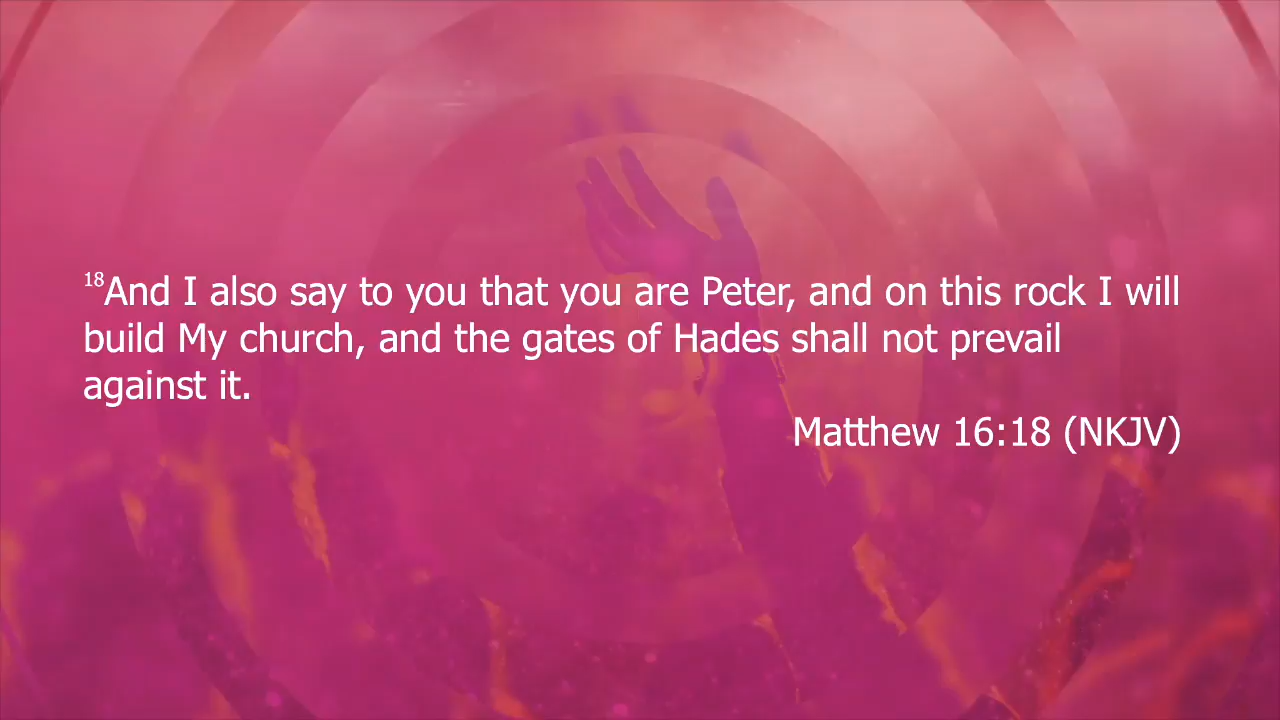 18And I also say to you that you are Peter, and on this rock I will
build My church, and the gates of Hades shall not prevail
against it.
Matthew 16:18 (NKJV)